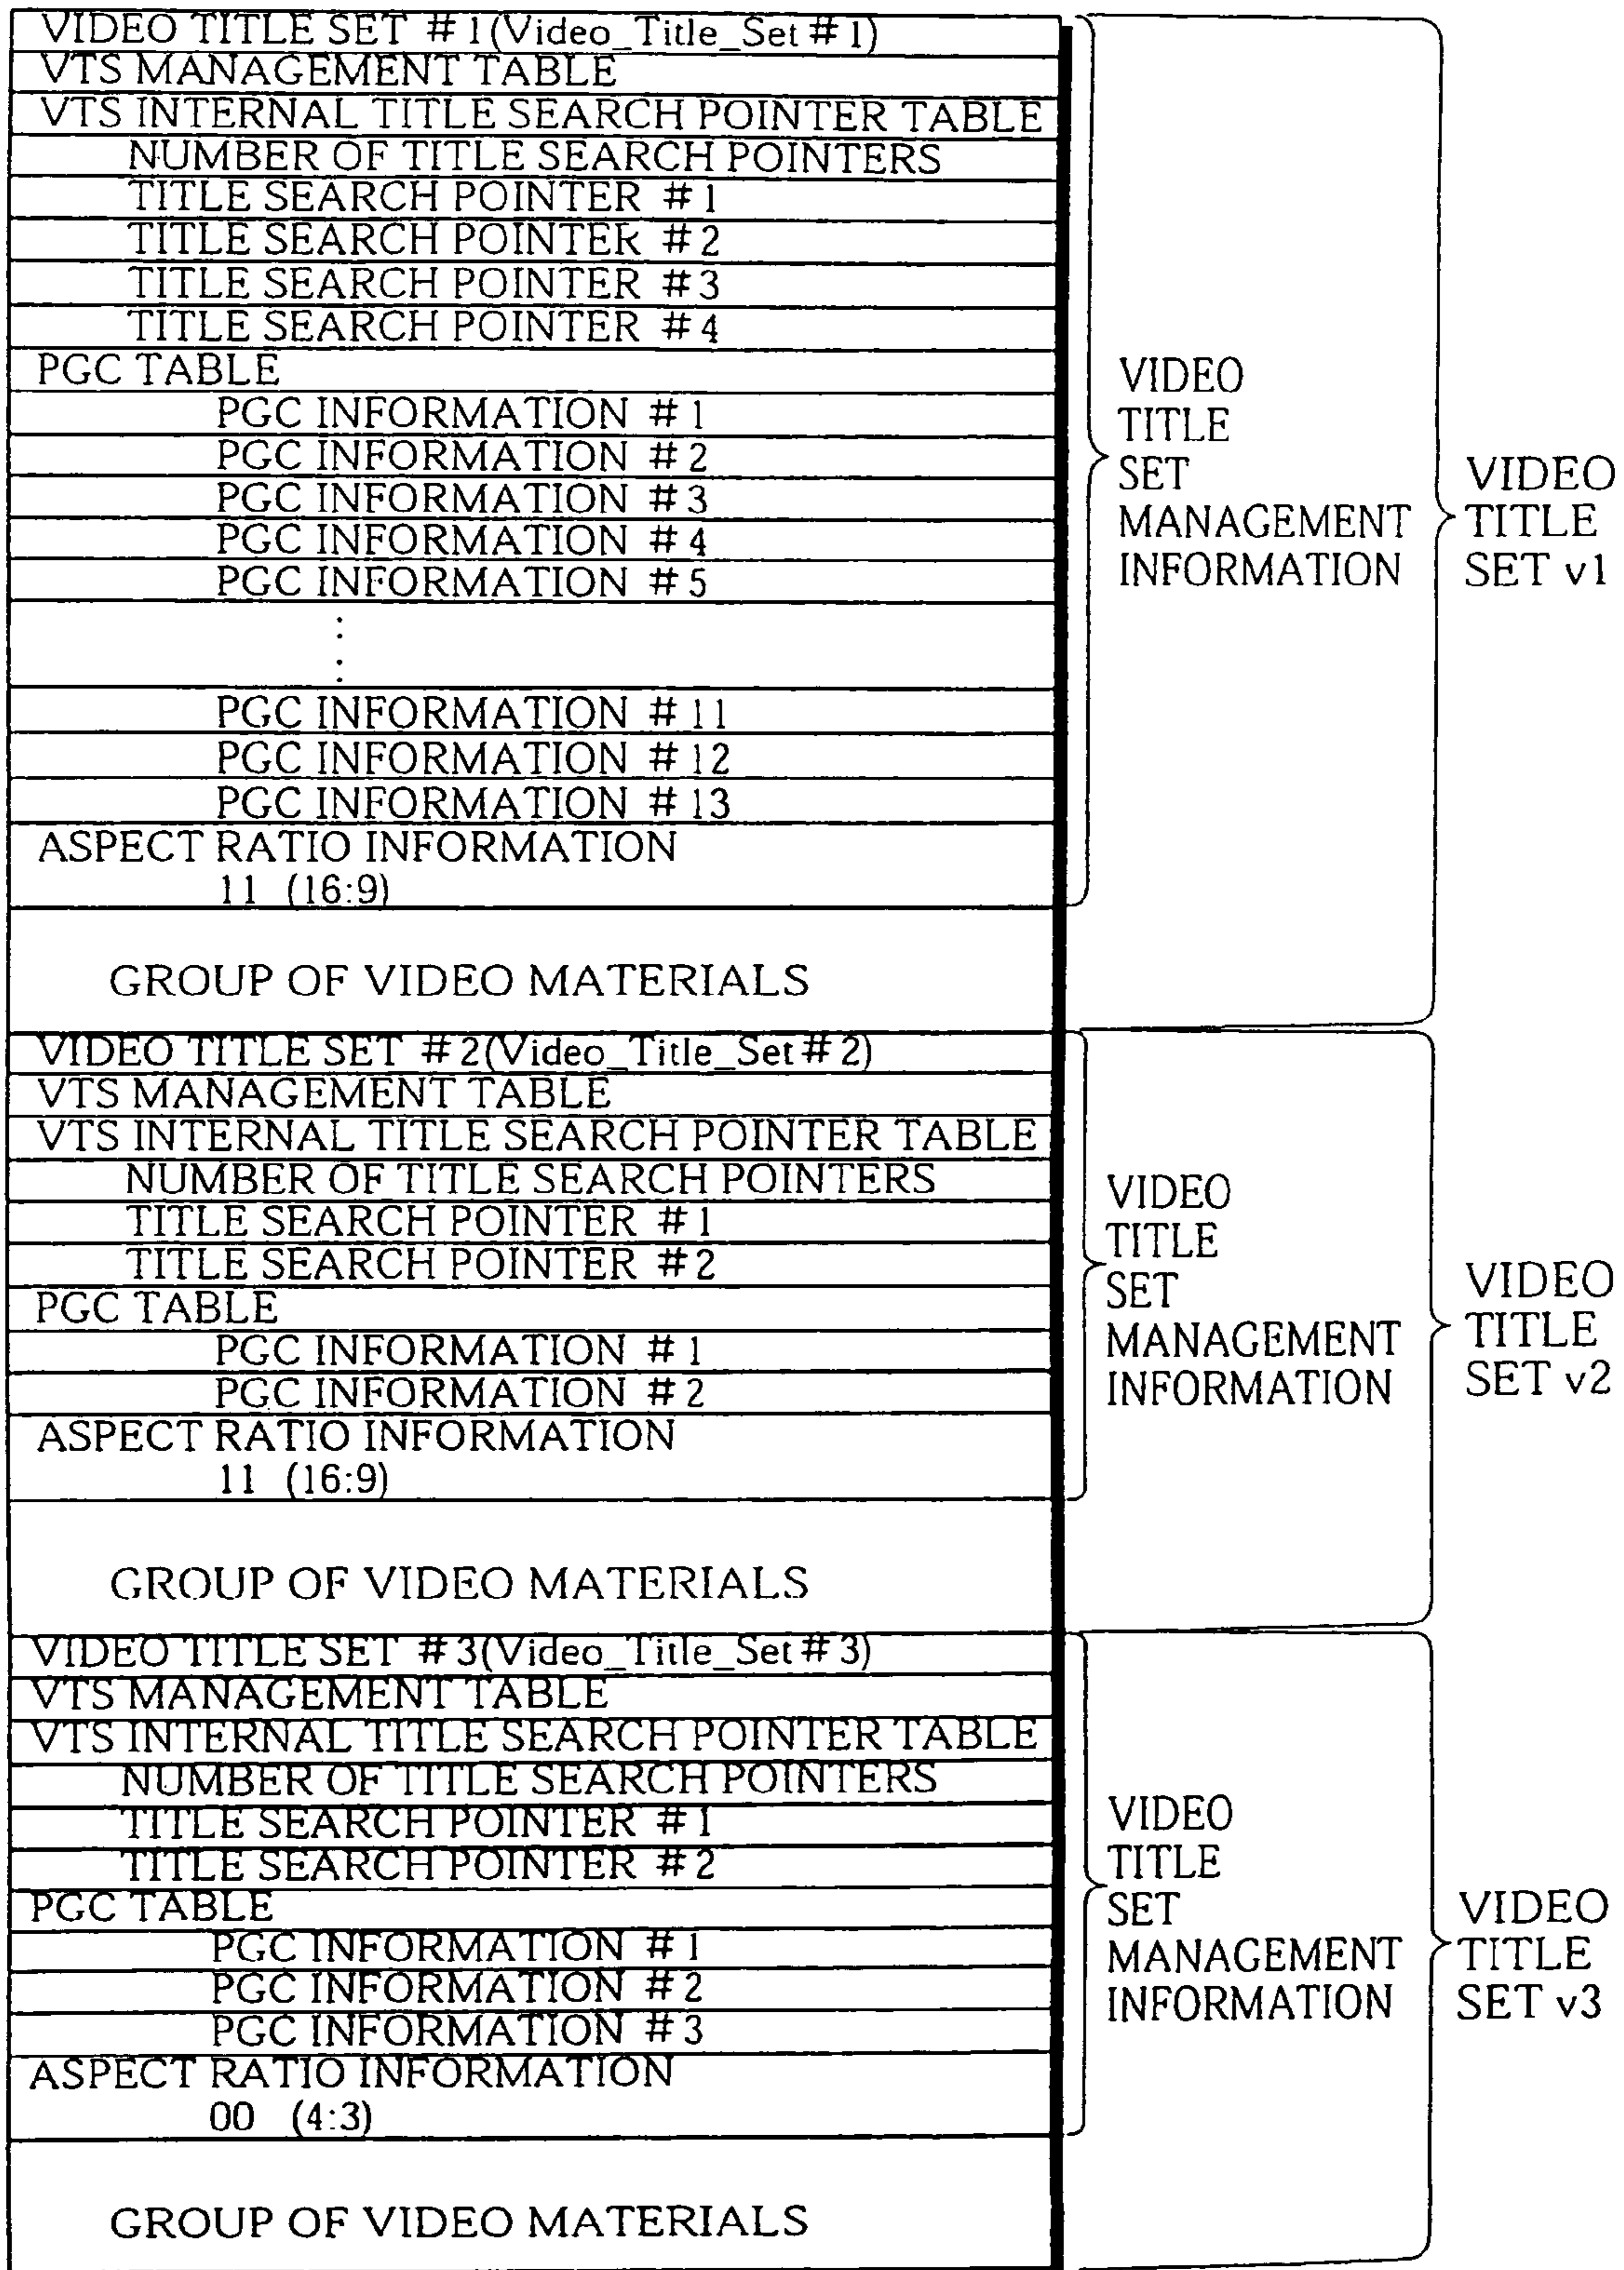 VIDEO TITLE SET #1(Video_Title_Set#1)
VTS MANAGEMENT TABLE
VTS INTERNAL TITLE SEARCH POINTER TABLE
NUMBER OF TITLE SEARCH POINTERS
TITLE SEARCH POINTER #1
TITLE SEARCH POINTER #2
TITLE SEARCH POINTER #3
TITLE SEARCH POINTER #4
PGC TABLE
PGC INFORMATION #1
PGC INFORMATION #2
PGC INFORMATION #3
PGC INFORMATION #4
PGC INFORMATION #5
PGC INFORMATION #11
PGC INFORMATION #12
PGC INFORMATION #13
ASPECT RATIO INFORMATION
11 (16:9)
GROUP OF VIDEO MATERIALS
VIDEO
TITLE
SET
MANAGEMENT
INFORMATION
VIDEO
TITLE
SET v1
VIDEO TITLE SET #2(Video_Title_Set#2)
VTS MANAGEMENT TABLE
VTS INTERNAL TITLE SEARCH POINTER TABLE
NUMBER OF TITLE SEARCH POINTERS
TITLE SEARCH POINTER #1
TITLE SEARCH POINTER #2
PGC TABLE
PGC INFORMATION #1
PGC INFORMATION #2
ASPECT RATIO INFORMATION
11 (16:9)
GROUP OF VIDEO MATERIALS
VIDEO
TITLE
SET
MANAGEMENT
INFORMATION
VIDEO
TITLE
SET v2
VIDEO TITLE SET #3(Video_Title_Set#3)
VTS MANAGEMENT TABLE
VTS INTERNAL TITLE SEARCH POINTER TABLE
NUMBER OF TITLE SEARCH POINTERS
TITLE SEARCH POINTER #1
TITLE SEARCH POINTER #2
PGC TABLE
PGC INFORMATION #1
PGC INFORMATION #2
PGC INFORMATION #3
ASPECT RATIO INFORMATION
00 (4:3)
GROUP OF VIDEO MATERIALS
VIDEO
TITLE
SET
MANAGEMENT
INFORMATION
VIDEO
TITLE
SET v3